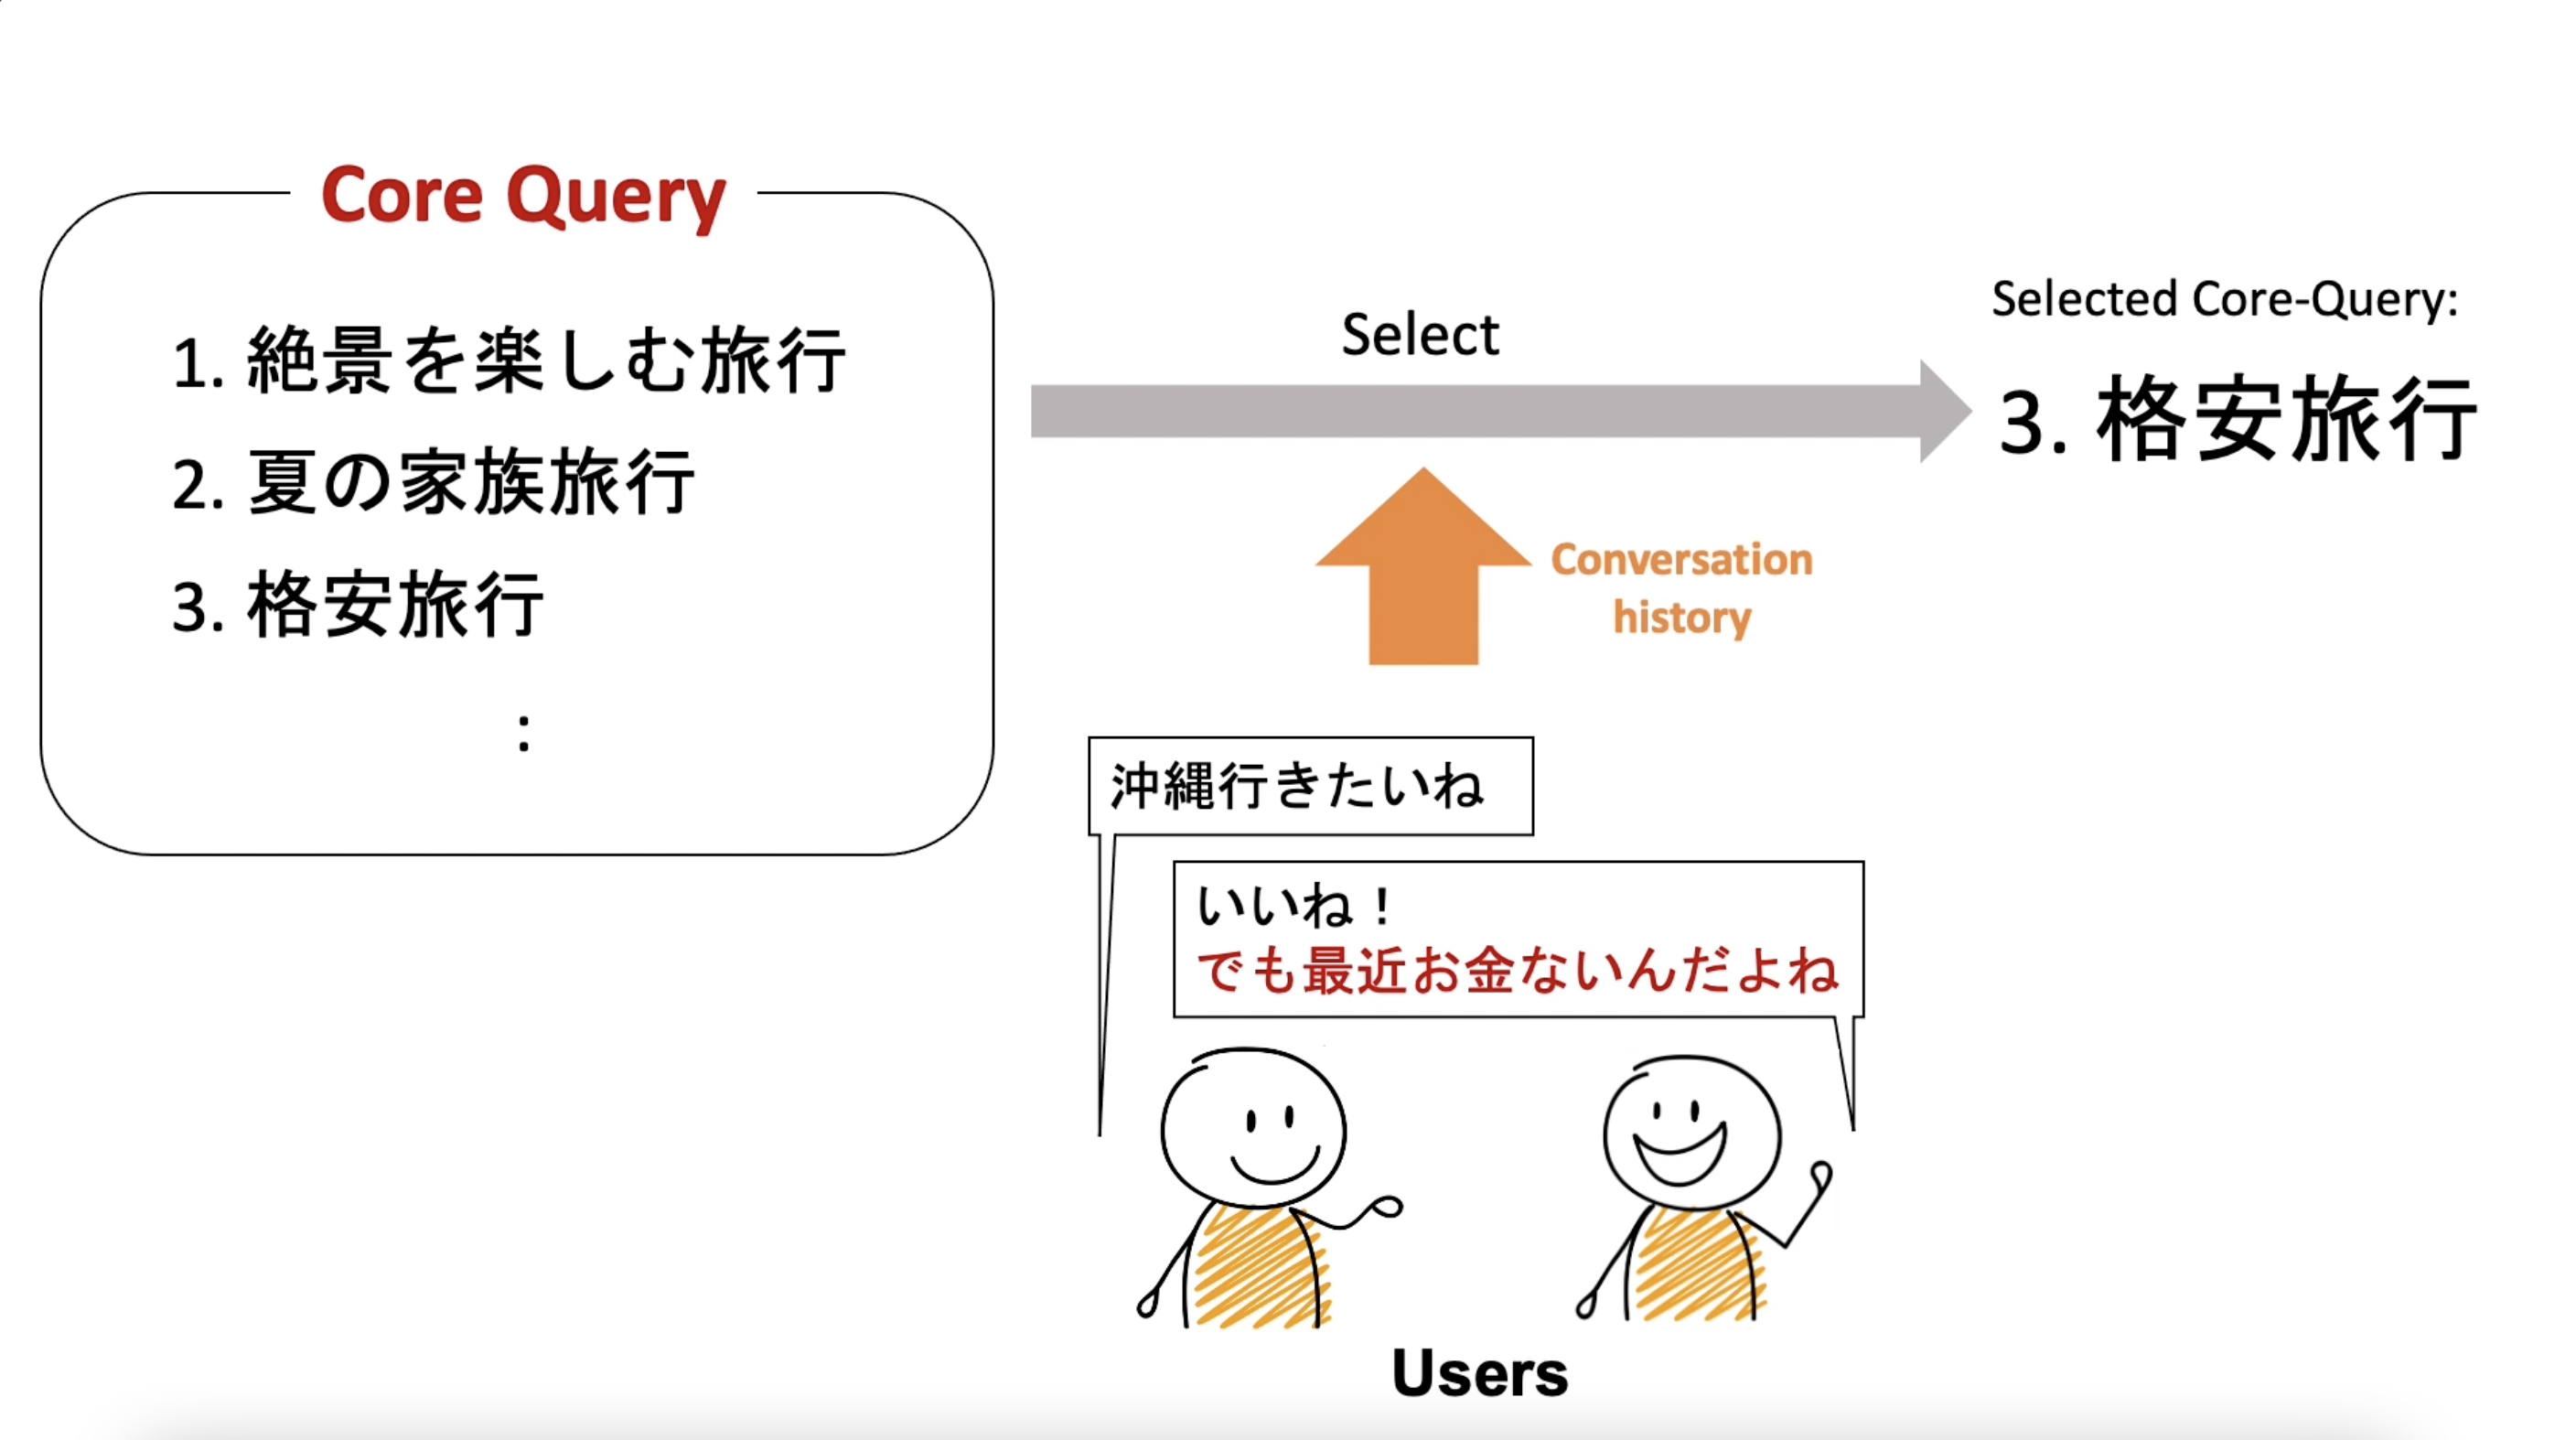 Core Query
1. 絶景を楽しむ旅行
2. 夏の家族旅行
3. 格安旅行
:
Select
Conversation
history
Selected Core-Query:
3. 格安旅行
沖縄行きたいね
いいね！
でも最近お金ないんだよね
Users